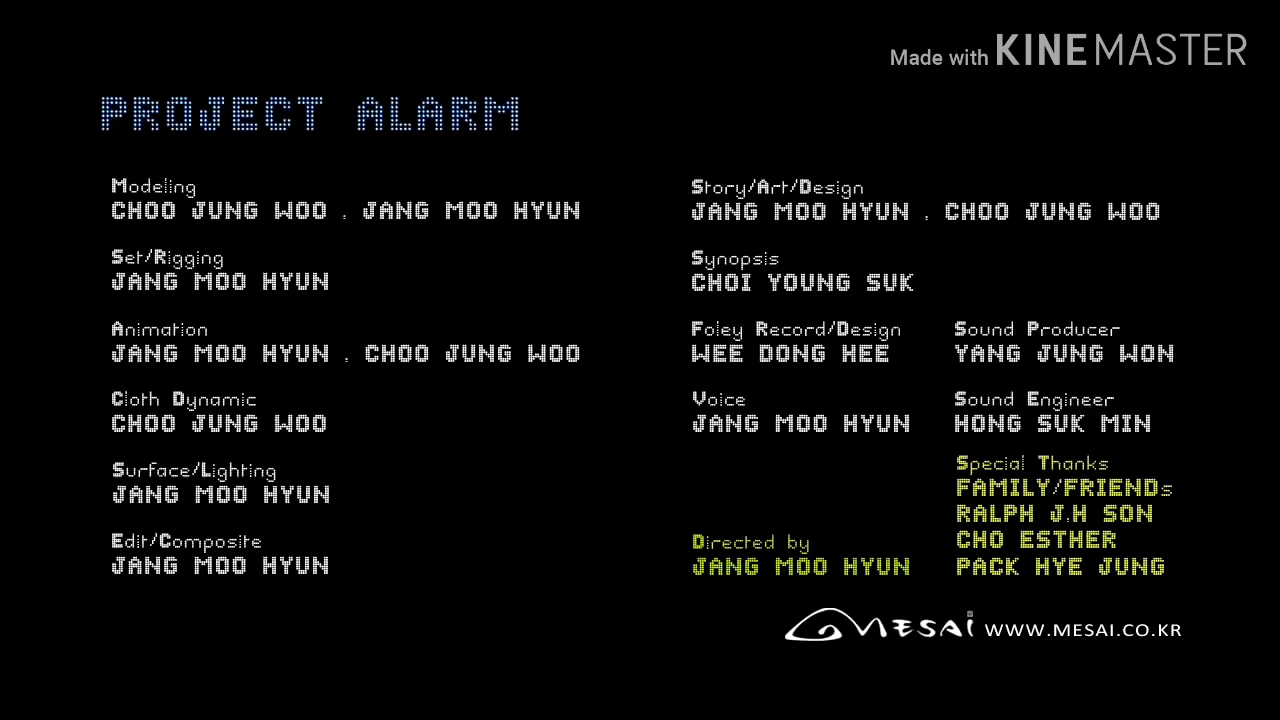 Made with KINEMASTER
PROJECT ALARM
Modeling
CHOO JUNG WOO . JANG MOO HYUN
Set/Rigging
JANG MOO HYUN
Animation
JANG MOO HYUN . CHOO JUNG WOO
Cloth Dynamic
CHOO JUNG WOO
Surface/Lighting
JANG MOO HYUN
Edit/Composite
JANG MOO HYUN
Story/Art/Design
JANG MOO HYUN . CHOO JUNG WOO
Synopsis
CHOI YOUNG SUK
Foley Record/Design
WEE DONG HEE
Sound Producer
YANG JUNG WON
Voice
JANG MOO HYUN
Sound Engineer
HONG SUK MIN
Directed by
JANG MOO HYUN
Special Thanks
FAMILY/FRIENDs
RALPH J.H SON
CHO ESTHER
PACK HYE JUNG
MESAI WWW.MESAI.CO.KR